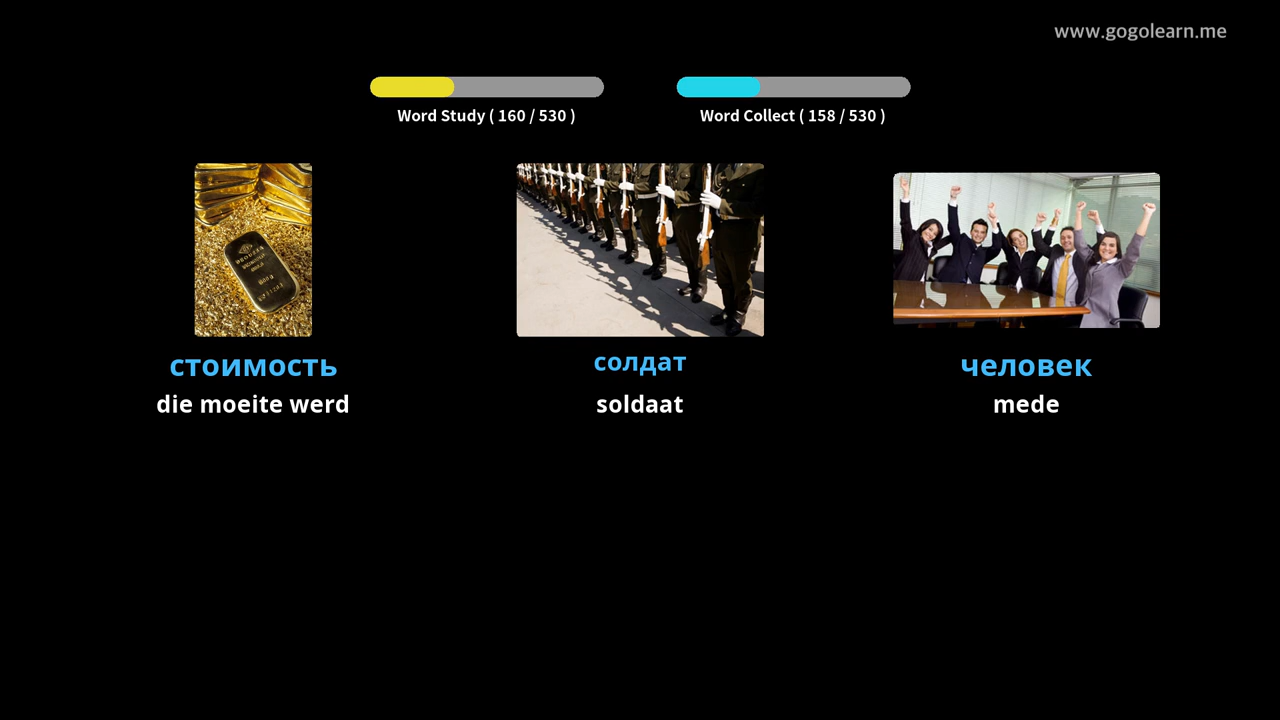 www.gogolearn.me
Word Study ( 160 / 530 )
Word Collect ( 158 / 530 )
стоимость
солдат
человек
die moeite werd
soldaat
mede